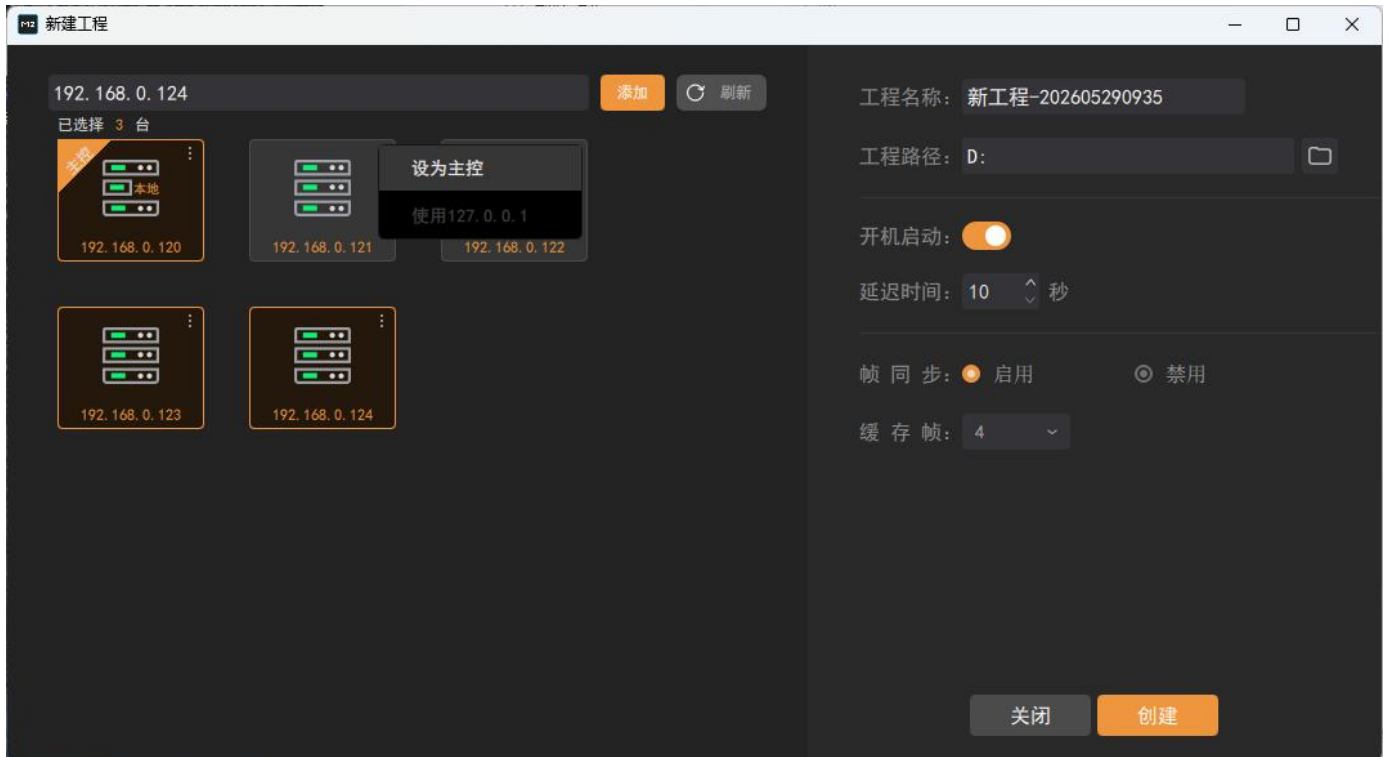 M2 新建工程
192.168.0.124 添加 刷新
已选择 3 台
主控
本地
192.168.0.120
192.168.0.121
192.168.0.122
设为主控
使用127.0.0.1
192.168.0.123
192.168.0.124
工程名称: 新工程-202605290935
工程路径: D:
开机启动:
延迟时间: 10 秒
帧同步: 启用 禁用
缓存帧: 4
关闭 创建